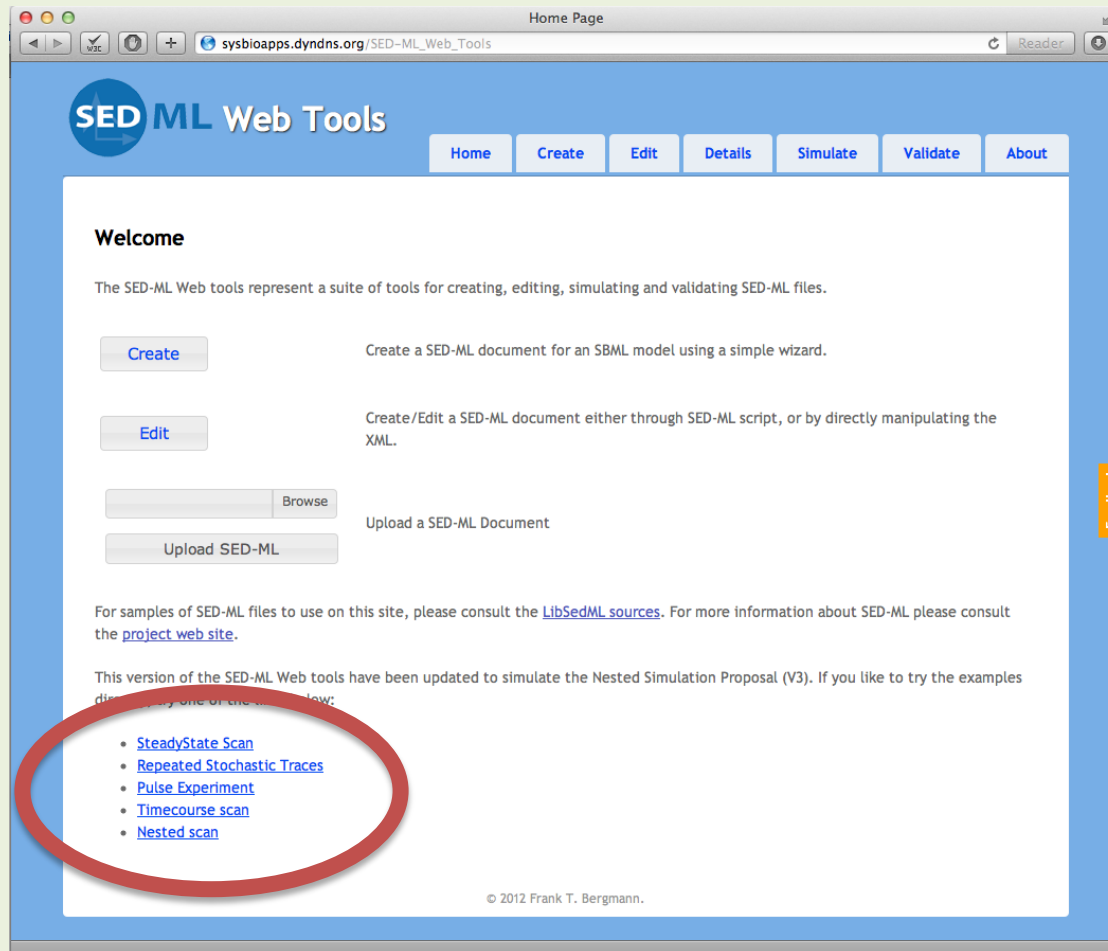 Home Page
W3C
+
sysbioapps.dyndns.org/SED-ML_Web_Tools
Reader
SED ML Web Tools
Home Create Edit Details Simulate Validate About
Welcome
The SED-ML Web tools represent a suite of tools for creating, editing, simulating and validating SED-ML files.
Create
Create a SED-ML document for an SBML model using a simple wizard.
Edit
Create/Edit a SED-ML document either through SED-ML script, or by directly manipulating the
XML.
Browse
Upload a SED-ML Document
Upload SED-ML
For samples of SED-ML files to use on this site, please consult the LibSedML sources. For more information about SED-ML please consult
the project web site.
This version of the SED-ML Web tools have been updated to simulate the Nested Simulation Proposal (V3). If you like to try the examples
try one of the
• SteadyState Scan
• Repeated Stochastic Traces
• Pulse Experiment
• Timecourse scan
• Nested scan
© 2012 Frank T. Bergmann.